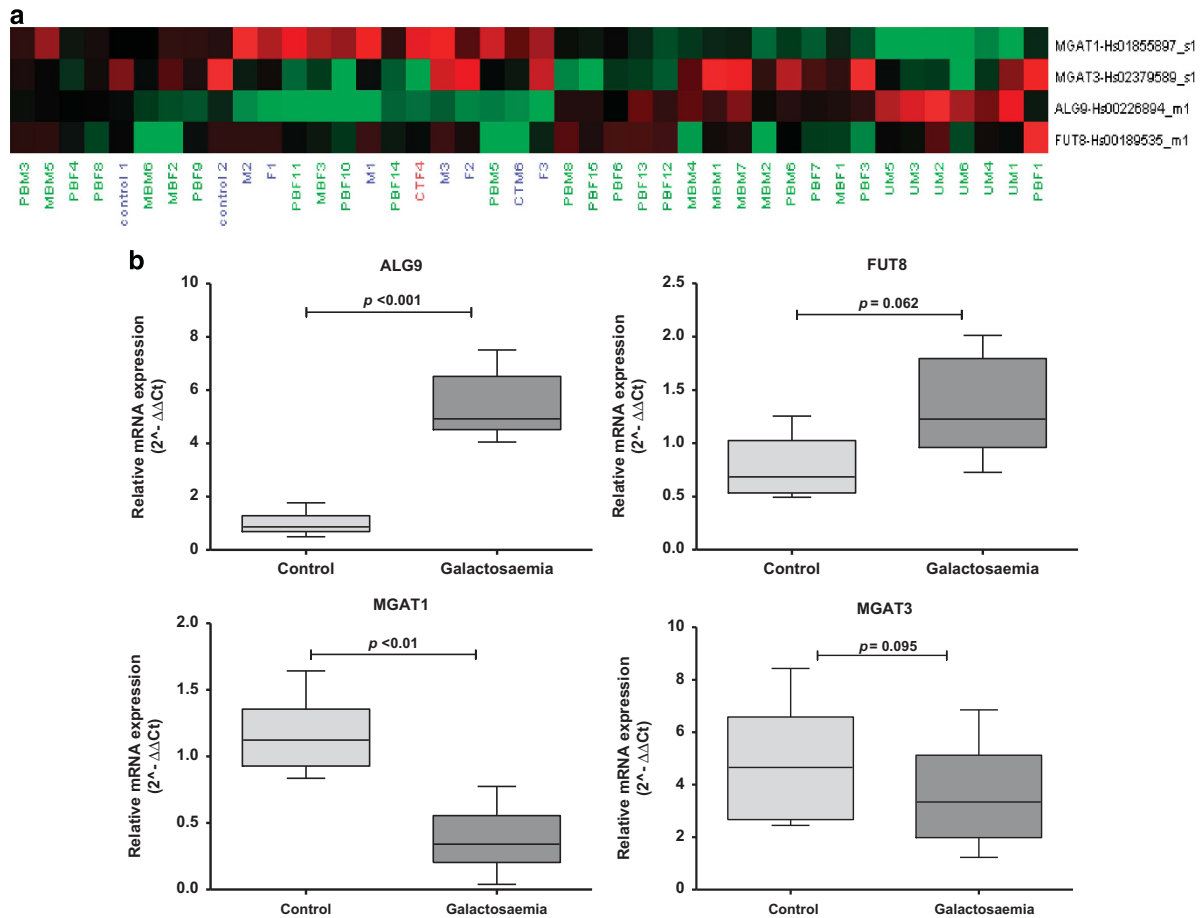 a
MGAT1-Hs01855897_s1
MGAT3-Hs02379589_s1
ALG9-Hs00226894_m1
FUT8-Hs00189535_m1
PBM3
MBM5
PBF4
PBF8
control 1
MBM6
MBF2
PBF9
control 2
M2
F1
PBF11
MBF3
PBF10
M1
PBF14
CTF4
M3
F2
PBM5
CTM6
F3
PBM8
PBF15
PBF6
PBF13
PBF12
MBM4
MBM1
MBM7
MBM2
PBM6
PBF7
MBF1
PBF3
UM5
UM3
UM2
UM6
UM4
UM1
PBF1
b
ALG9
Relative mRNA expression
(2^- ΔΔCt)
10
8
6
4
2
0
p <0.001
Control
Galactosaemia
FUT8
Relative mRNA expression
(2^- ΔΔCt)
2.5
2.0
1.5
1.0
0.5
0.0
p = 0.062
Control
Galactosaemia
MGAT1
Relative mRNA expression
(2^- ΔΔCt)
2.0
1.5
1.0
0.5
0.0
p <0.01
Control
Galactosaemia
MGAT3
Relative mRNA expression
(2^- ΔΔCt)
10
8
6
4
2
0
p = 0.095
Control
Galactosaemia